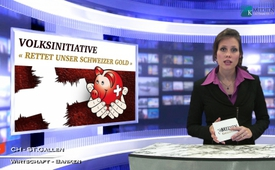 VOLKSINITIATIVE
« RETTET UNSER SCHWEIZER GOLD »
CH - ST.GALLEN
WIRTSCHAFT - BANKEN